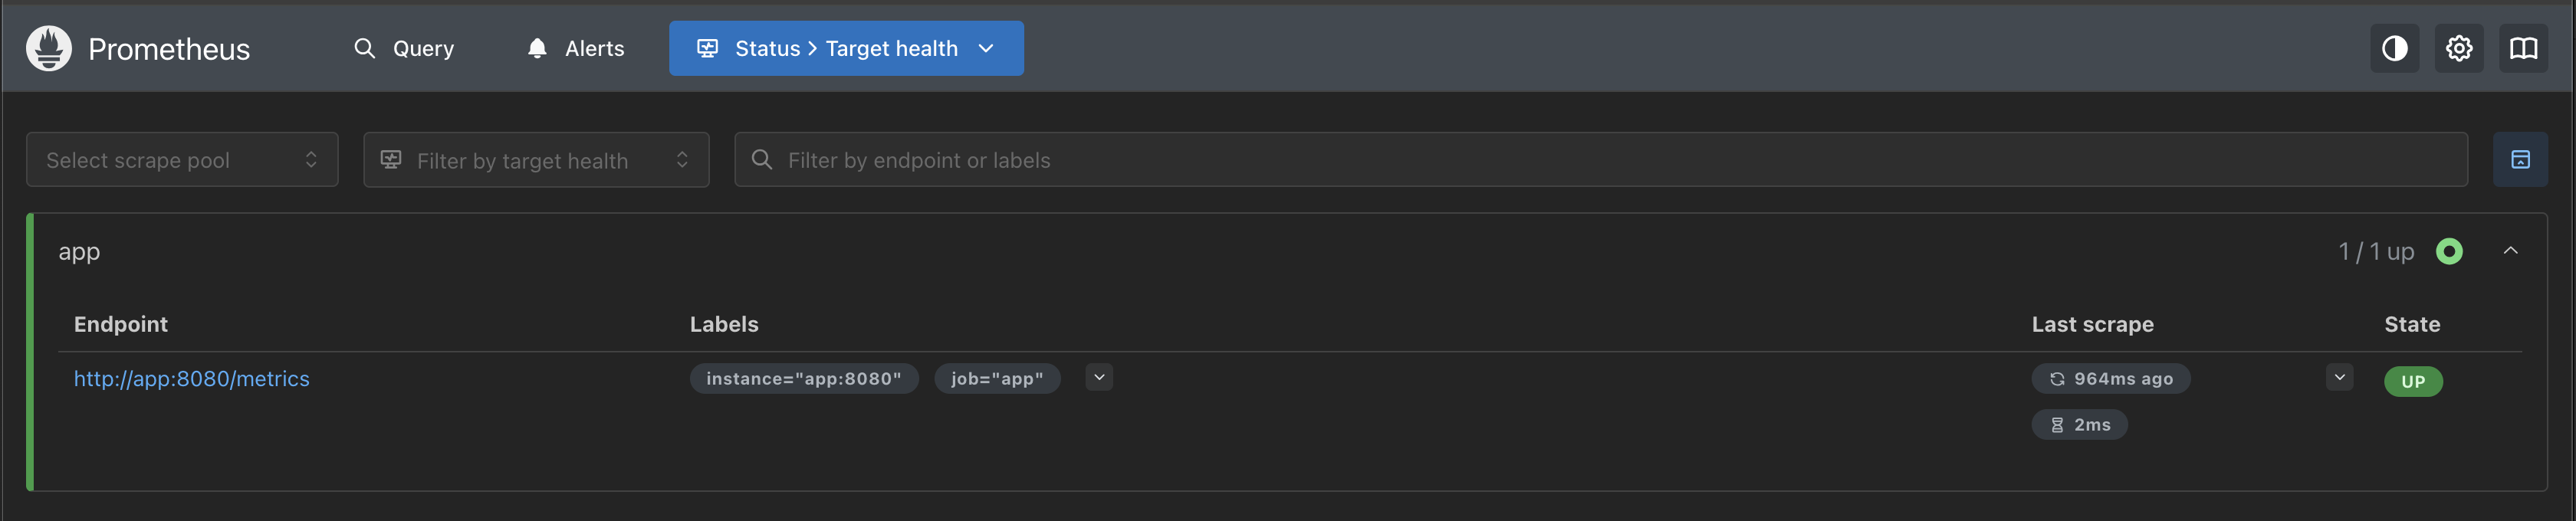 Prometheus Query Alerts Status > Target health
Select scrape pool Filter by target health Filter by endpoint or labels
app 1 / 1 up
Endpoint Labels Last scrape State
http://app:8080/metrics instance="app:8080" job="app" 964ms ago UP
2ms